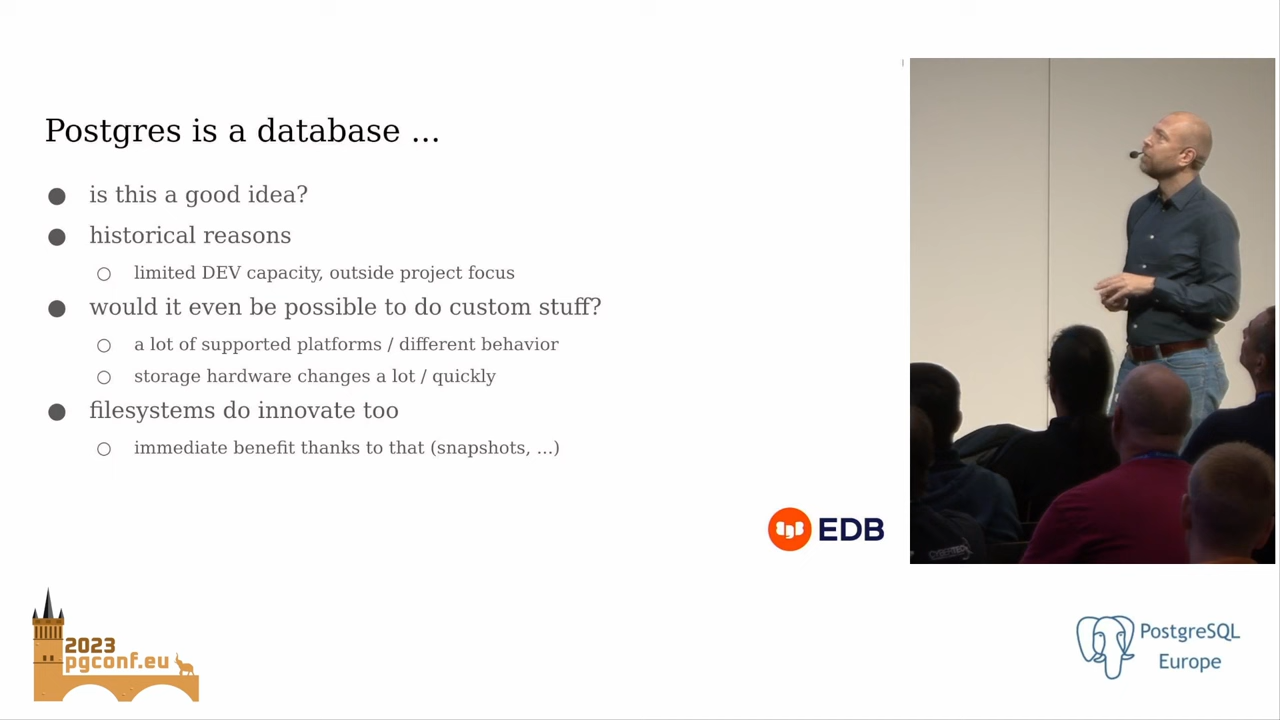 Postgres is a database ...
● is this a good idea?
● historical reasons
○ limited DEV capacity, outside project focus
● would it even be possible to do custom stuff?
○ a lot of supported platforms / different behavior
○ storage hardware changes a lot / quickly
● filesystems do innovate too
○ immediate benefit thanks to that (snapshots, ...)
EDB
2023
pgconf.eu
PostgreSQL
Europe